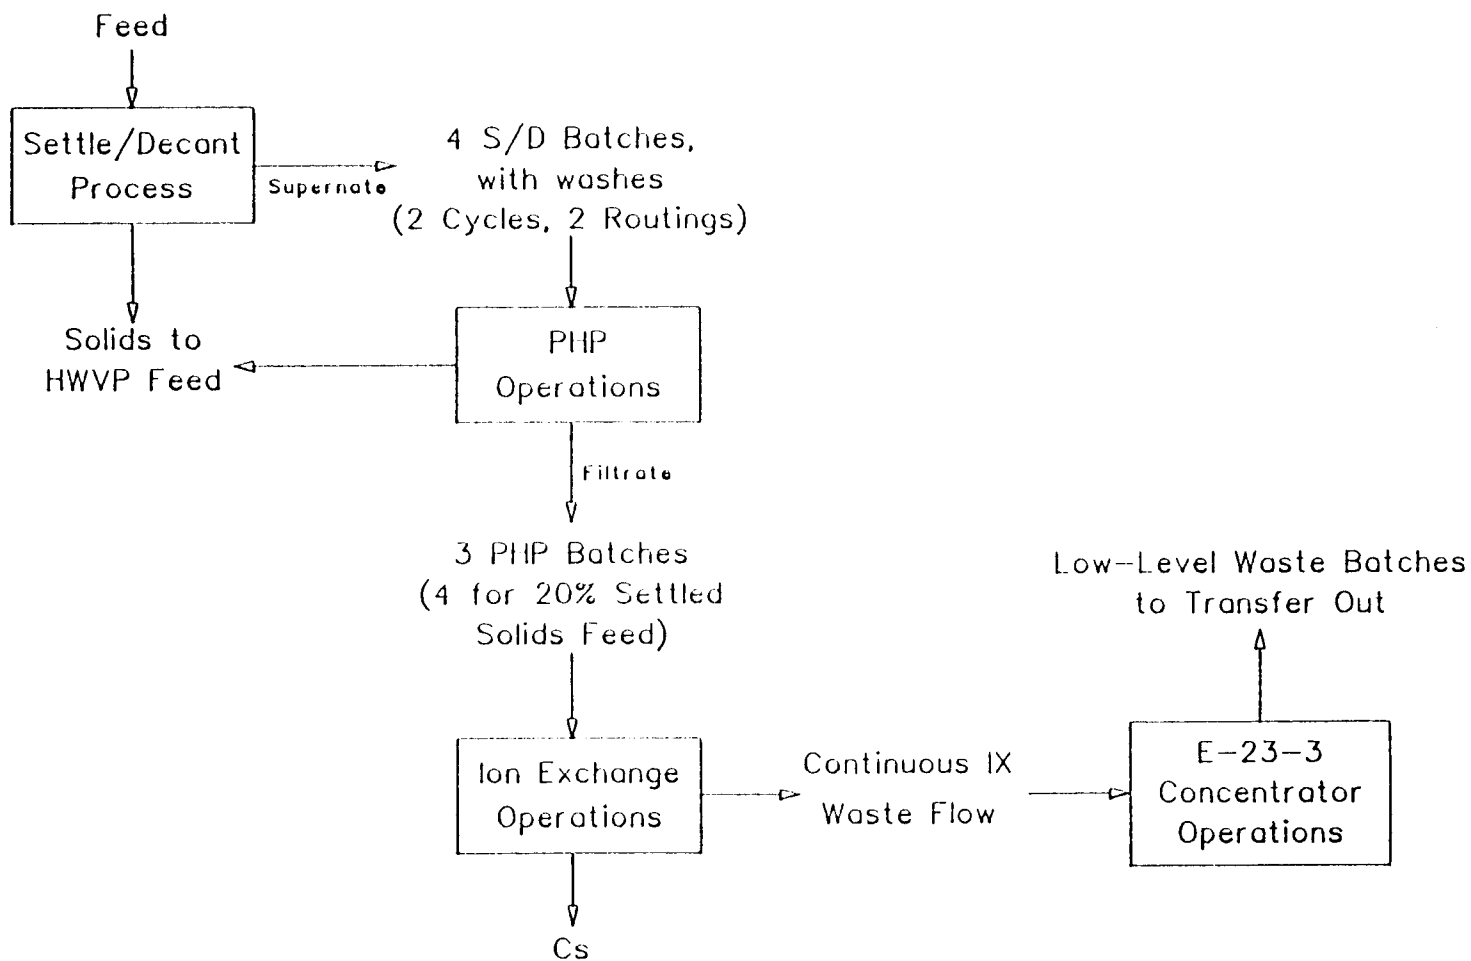 Feed
Settle/Decant
Process
Supernate
4 S/D Batches,
with washes
(2 Cycles, 2 Routings)
Solids to
HWVP Feed
PHP
Operations
Filtrate
3 PHP Batches
(4 for 20% Settled
Solids Feed)
Low-Level Waste Batches
to Transfer Out
Ion Exchange
Operations
Continuous IX
Waste Flow
E-23-3
Concentrator
Operations
Cs